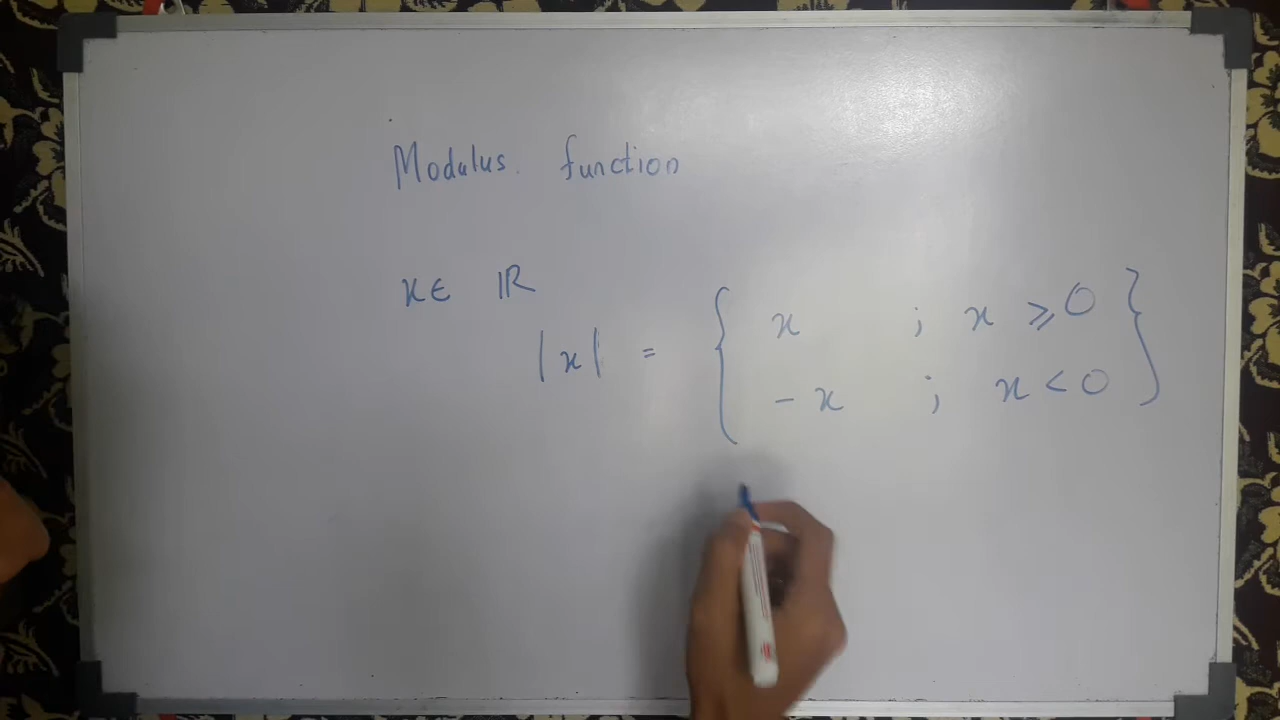 Modulus function
x ∈ ℝ
|x| = { x ; x ⩾ 0
- x ; x < 0 }